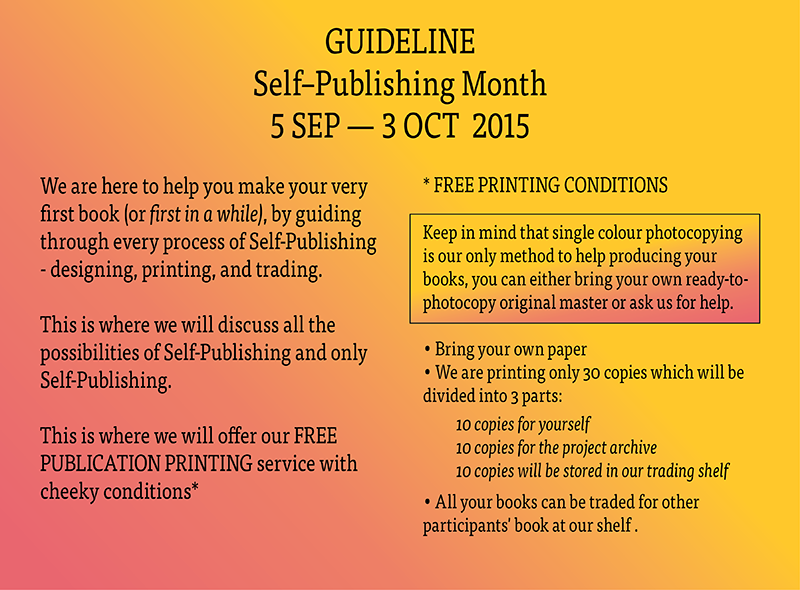 GUIDELINE
Self–Publishing Month
5 SEP — 3 OCT 2015
We are here to help you make your very
first book (or first in a while), by guiding
through every process of Self-Publishing
- designing, printing, and trading.
This is where we will discuss all the
possibilities of Self-Publishing and only
Self-Publishing.
This is where we will offer our FREE
PUBLICATION PRINTING service with
cheeky conditions*
* FREE PRINTING CONDITIONS
Keep in mind that single colour photocopying
is our only method to help producing your
books, you can either bring your own ready-to-
photocopy original master or ask us for help.
• Bring your own paper
• We are printing only 30 copies which will be
divided into 3 parts:
10 copies for yourself
10 copies for the project archive
10 copies will be stored in our trading shelf
• All your books can be traded for other
participants' book at our shelf .